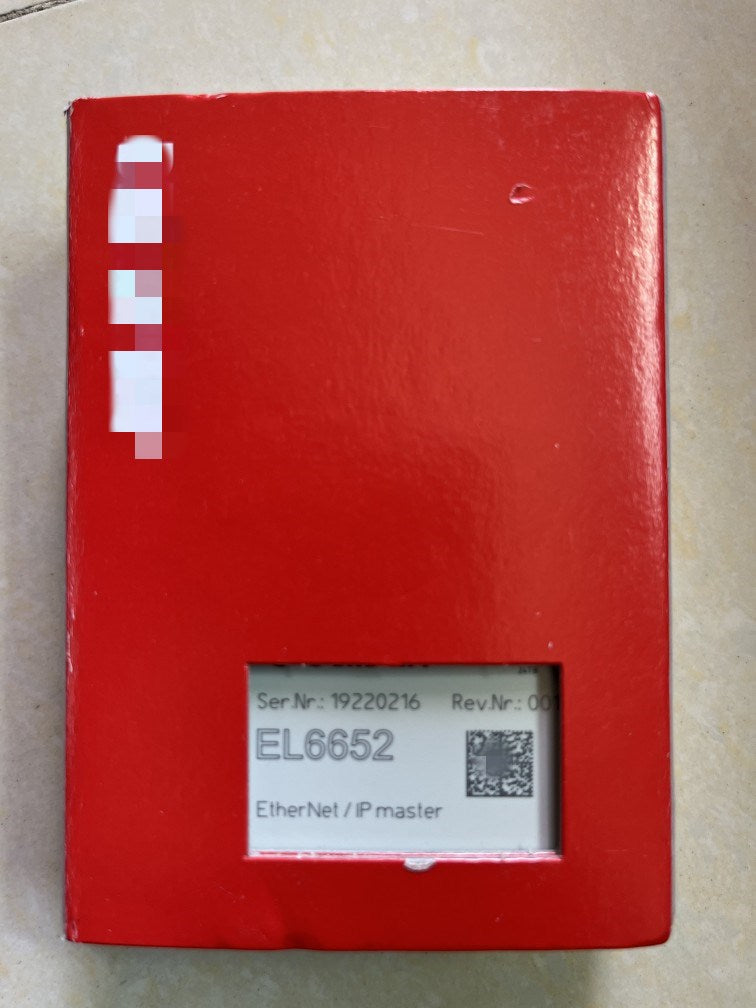 Ser.Nr.: 19220216 Rev.Nr.: 001
EL6652
EtherNet / IP master